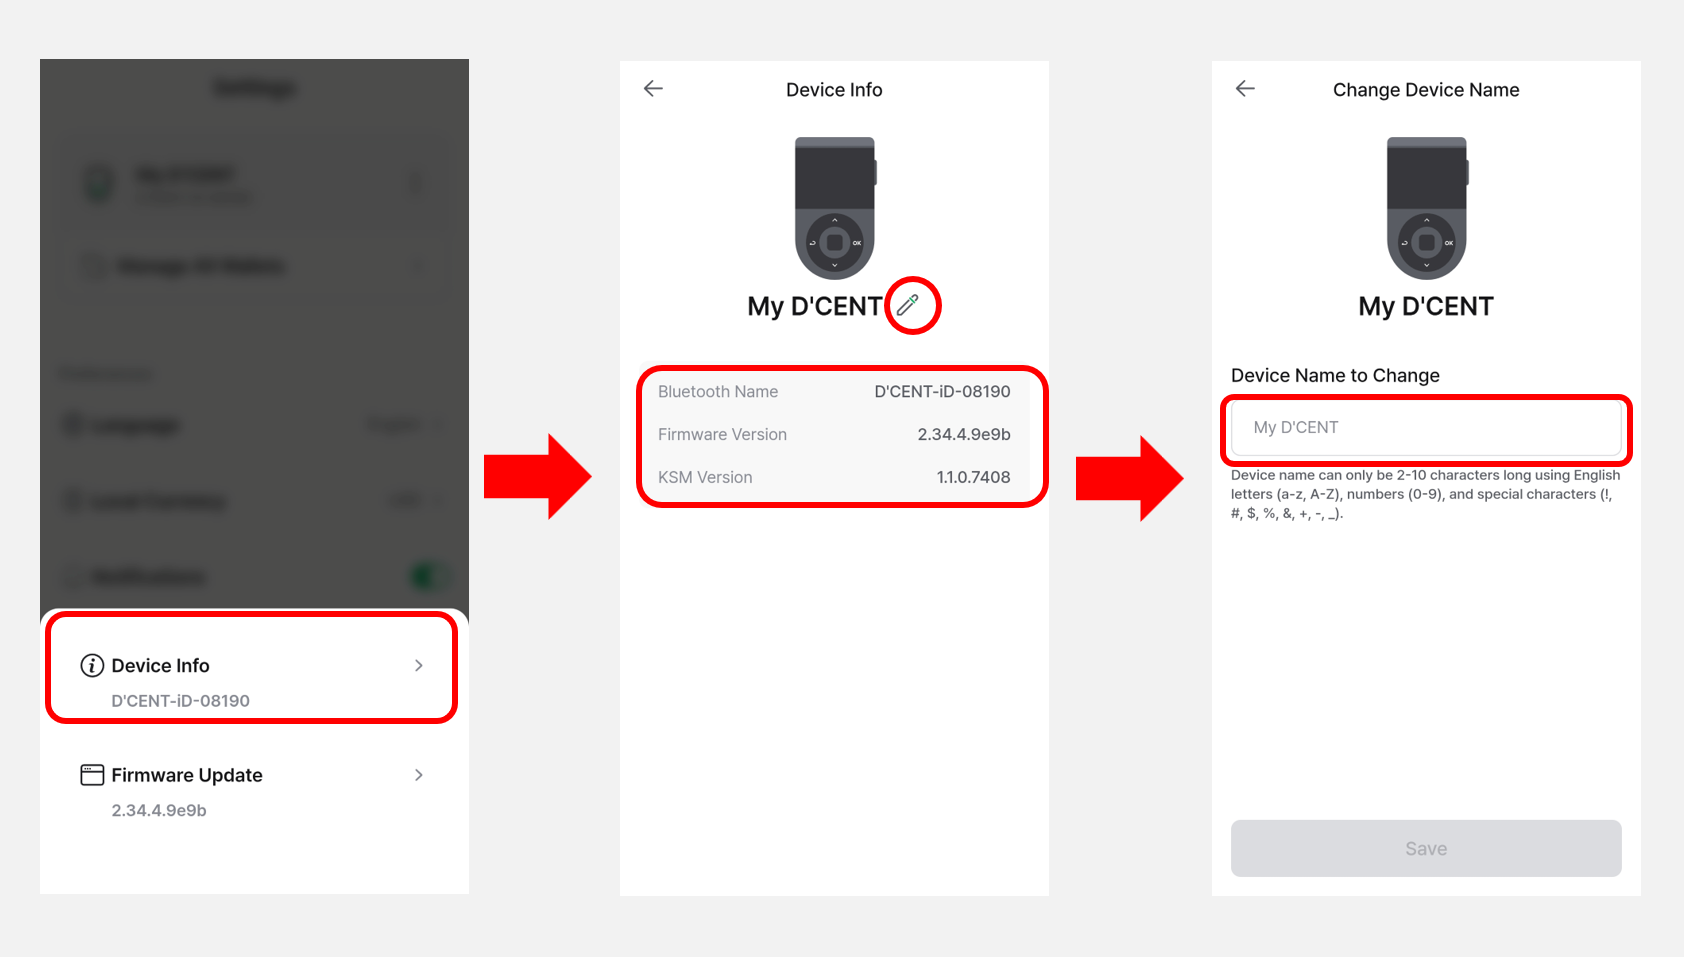 Settings
Manage All Wallets
Language
English
Local Currency
Notifications
Device Info
D'CENT-iD-08190
Firmware Update
2.34.4.9e9b
Device Info
OK
My D'CENT
Bluetooth Name D'CENT-iD-08190
Firmware Version 2.34.4.9e9b
KSM Version 1.1.0.7408
Change Device Name
OK
My D'CENT
Device Name to Change
My D'CENT
Device name can only be 2-10 characters long using English
letters (a-z, A-Z), numbers (0-9), and special characters (!,
#, $, %, &, +, -, _).
Save